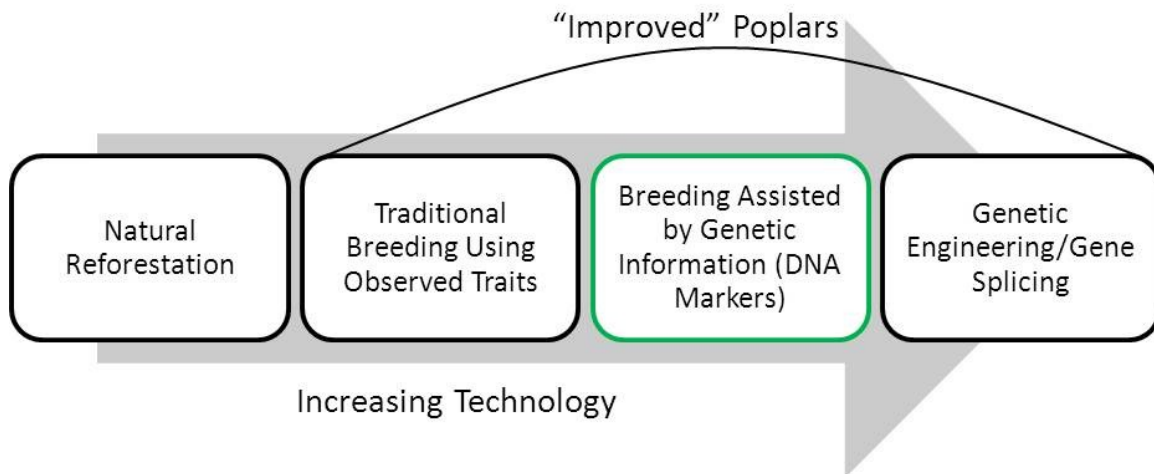 “Improved” Poplars
Natural
Reforestation
Traditional
Breeding Using
Observed Traits
Breeding Assisted
by Genetic
Information (DNA
Markers)
Genetic
Engineering/Gene
Splicing
Increasing Technology